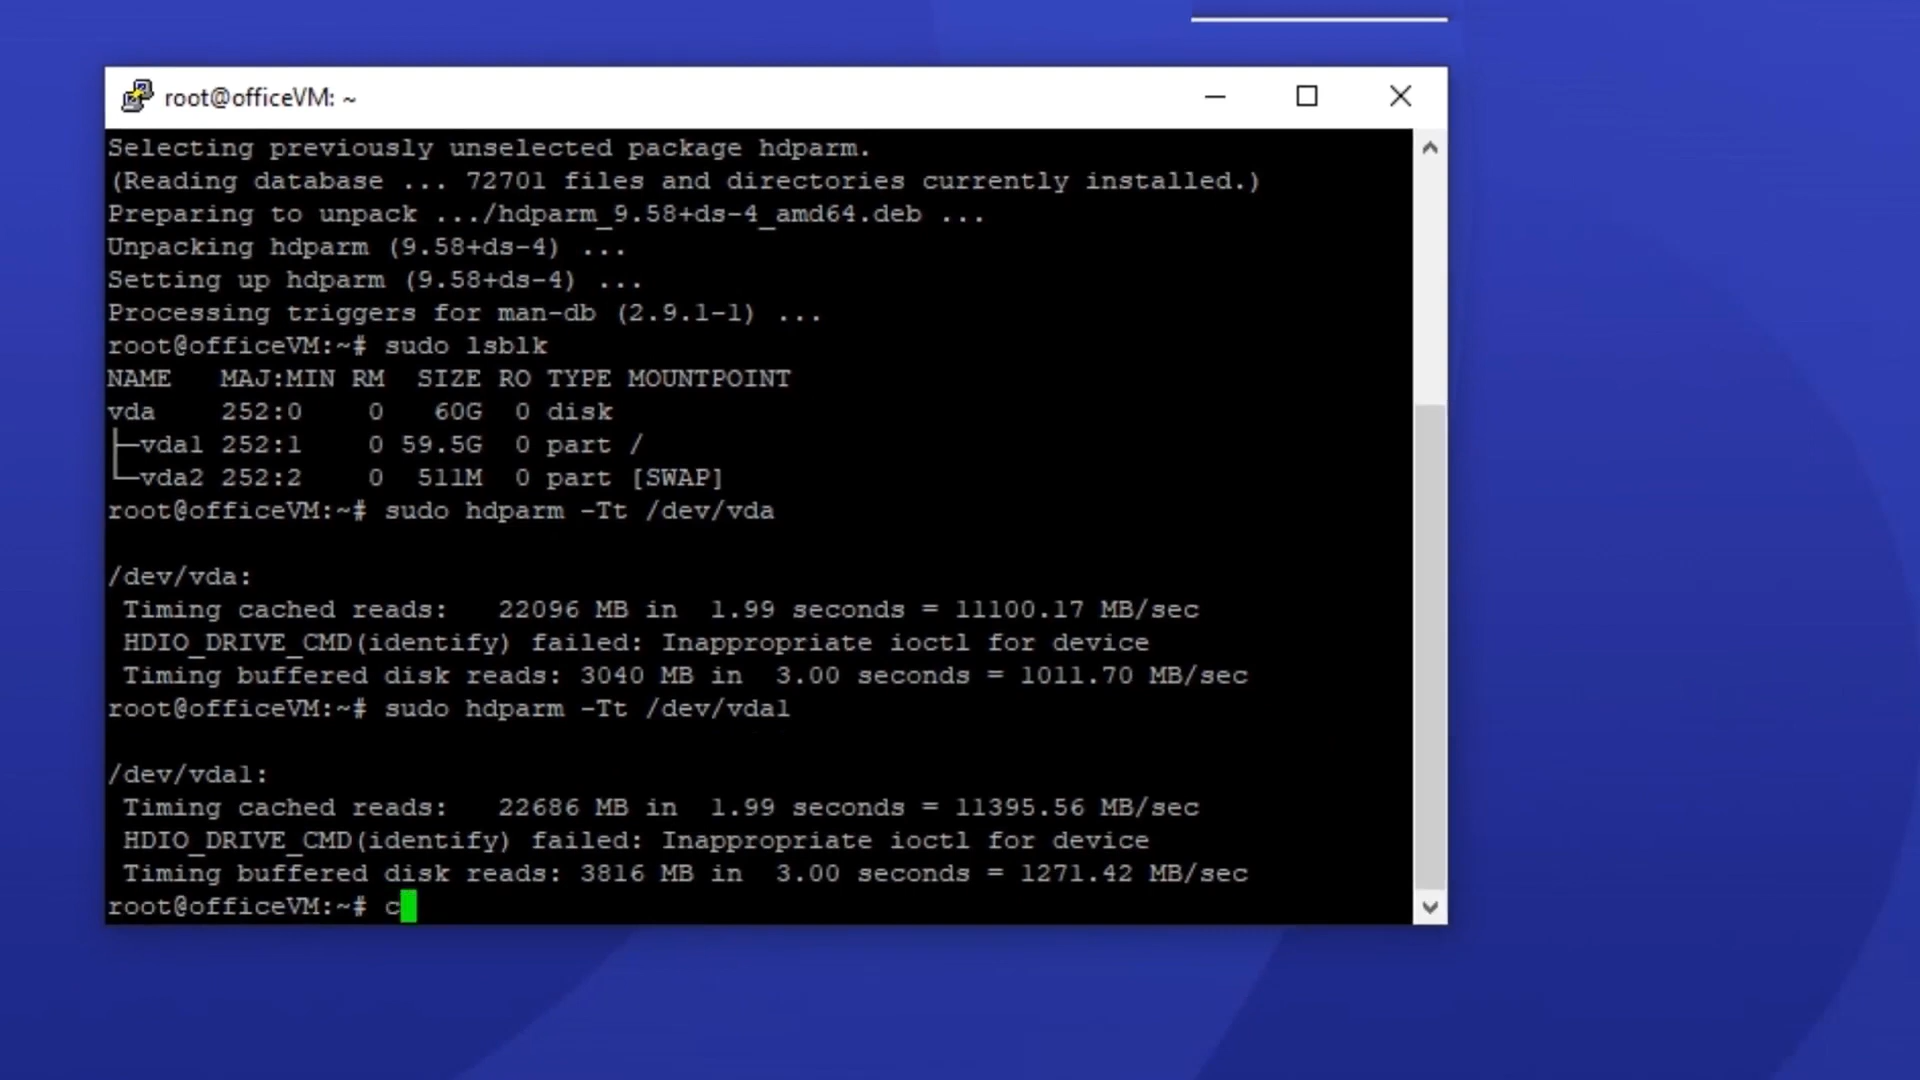 root@officeVM: ~
Selecting previously unselected package hdparm.
(Reading database ... 72701 files and directories currently installed.)
Preparing to unpack .../hdparm_9.58+ds-4_amd64.deb ...
Unpacking hdparm (9.58+ds-4) ...
Setting up hdparm (9.58+ds-4) ...
Processing triggers for man-db (2.9.1-1) ...
root@officeVM:~# sudo lsblk
NAME   MAJ:MIN RM  SIZE RO TYPE MOUNTPOINT
vda    252:0    0   60G  0 disk
├─vda1 252:1    0 59.5G  0 part /
└─vda2 252:2    0  511M  0 part [SWAP]
root@officeVM:~# sudo hdparm -Tt /dev/vda
/dev/vda:
 Timing cached reads:   22096 MB in  1.99 seconds = 11100.17 MB/sec
 HDIO_DRIVE_CMD(identify) failed: Inappropriate ioctl for device
 Timing buffered disk reads: 3040 MB in  3.00 seconds = 1011.70 MB/sec
root@officeVM:~# sudo hdparm -Tt /dev/vda1
/dev/vda1:
 Timing cached reads:   22686 MB in  1.99 seconds = 11395.56 MB/sec
 HDIO_DRIVE_CMD(identify) failed: Inappropriate ioctl for device
 Timing buffered disk reads: 3816 MB in  3.00 seconds = 1271.42 MB/sec
root@officeVM:~# c